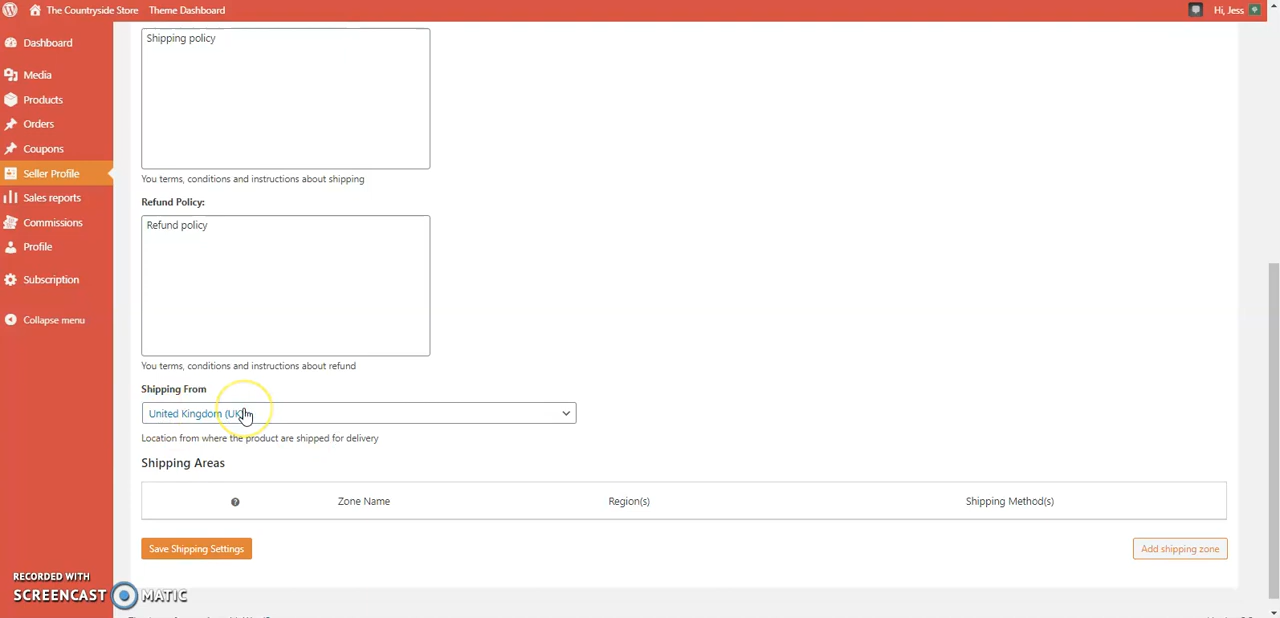 The Countryside Store Theme Dashboard Hi, Jess
Dashboard
Media
Products
Orders
Coupons
Seller Profile
Sales reports
Commissions
Profile
Subscription
Collapse menu
Shipping policy
You terms, conditions and instructions about shipping
Refund Policy:
Refund policy
You terms, conditions and instructions about refund
Shipping From
United Kingdom (UK)
Location from where the product are shipped for delivery
Shipping Areas
Zone Name Region(s) Shipping Method(s)
Save Shipping Settings Add shipping zone
RECORDED WITH
SCREENCAST MATIC